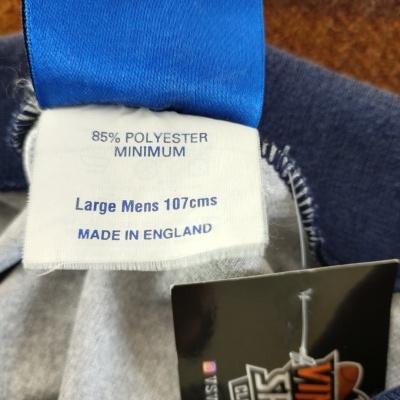 85% POLYESTER
MINIMUM
Large Mens 107cms
MADE IN ENGLAND